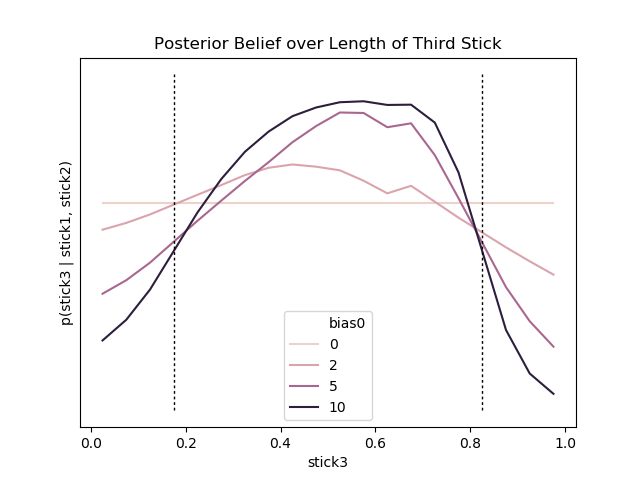 Posterior Belief over Length of Third Stick
p(stick3 | stick1, stick2)
bias0
0
2
5
10
0.0 0.2 0.4 0.6 0.8 1.0
stick3